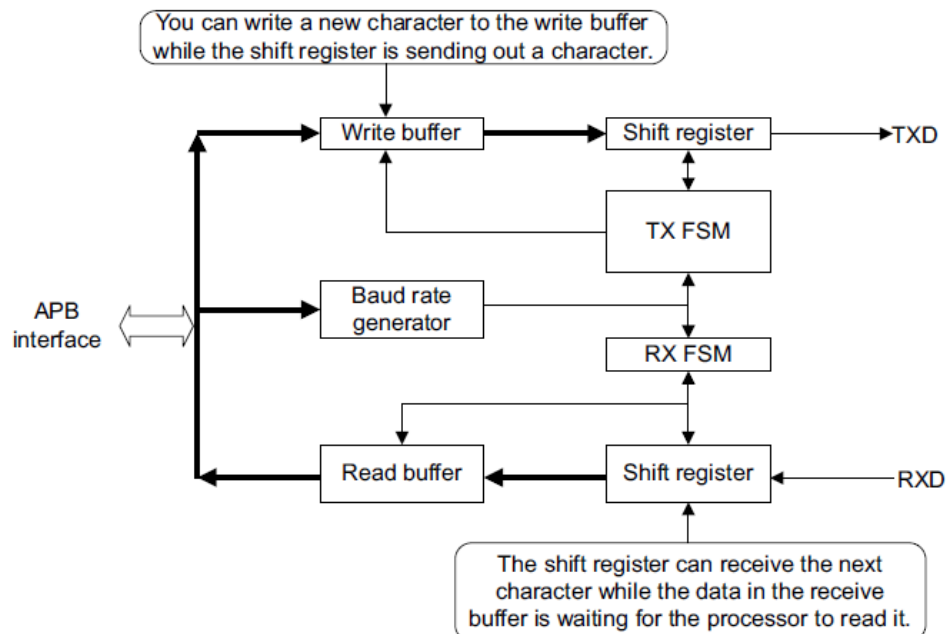 You can write a new character to the write buffer
while the shift register is sending out a character.
Write buffer
Shift register
TXD
TX FSM
Baud rate
generator
APB
interface
RX FSM
Read buffer
Shift register
RXD
The shift register can receive the next
character while the data in the receive
buffer is waiting for the processor to read it.